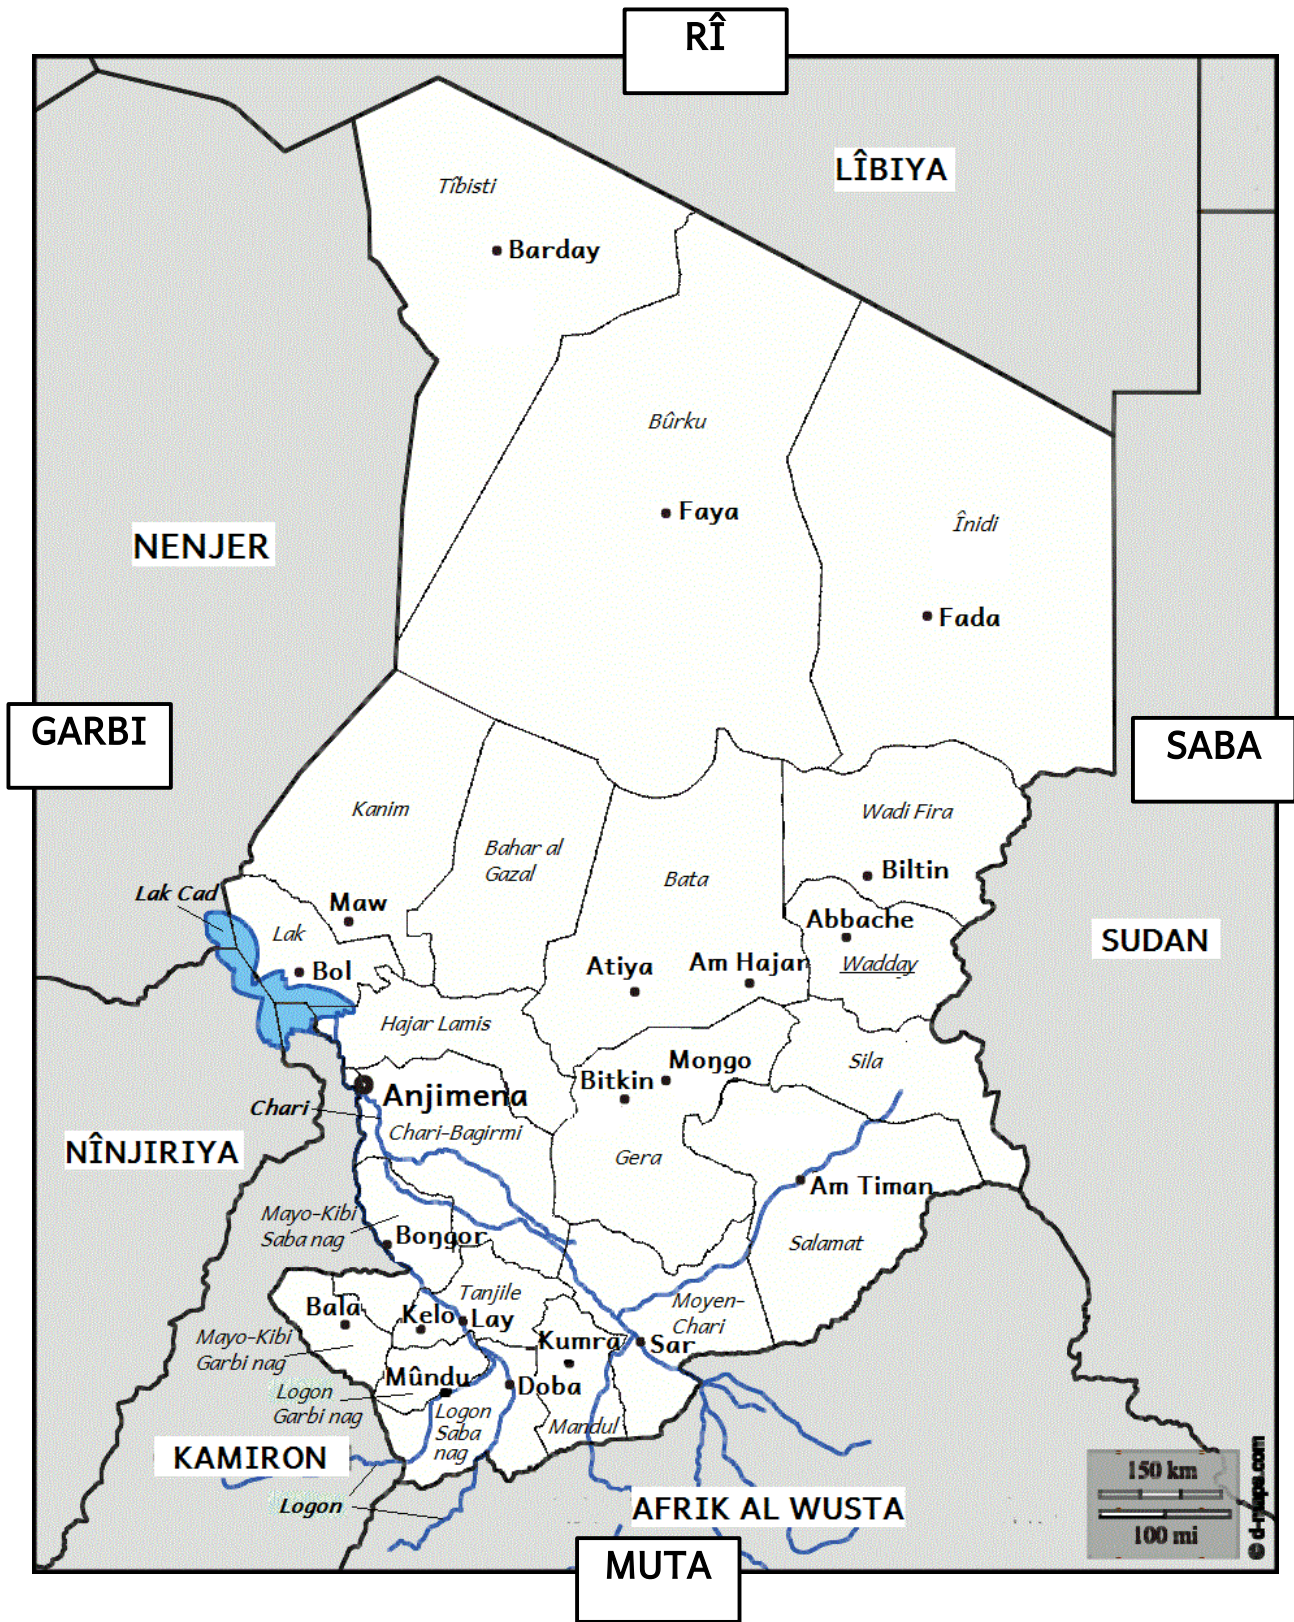 RÎ
LÎBIYA
Tîbisti
Barday
Bûrku
Faya
Înidi
Fada
NENJER
GARBI
SABA
Kanim
Bahar al
Gazal
Bata
Wadi Fira
Biltin
Lak Cad
Maw
Lak
Bol
Abbache
Wadday
SUDAN
Atiya
Am Hajar
Hajar Lamis
Moŋgo
Bitkin
Sila
Anjimena
Chari
Chari-Bagirmi
NÎNJIRIYA
Gera
Am Timan
Salamat
Mayo-Kibi
Saba nag
Boŋgor
Tanjile
Moyen-
Chari
Bala
Kelo
Lay
Kumra
Sar
Mayo-Kibi
Garbi nag
Mûndu
Doba
Logon
Garbi nag
Logon
Saba
nag
Mandul
KAMIRON
Logon
AFRIK AL WUSTA
150 km
100 mi
© d-maps.com
MUTA